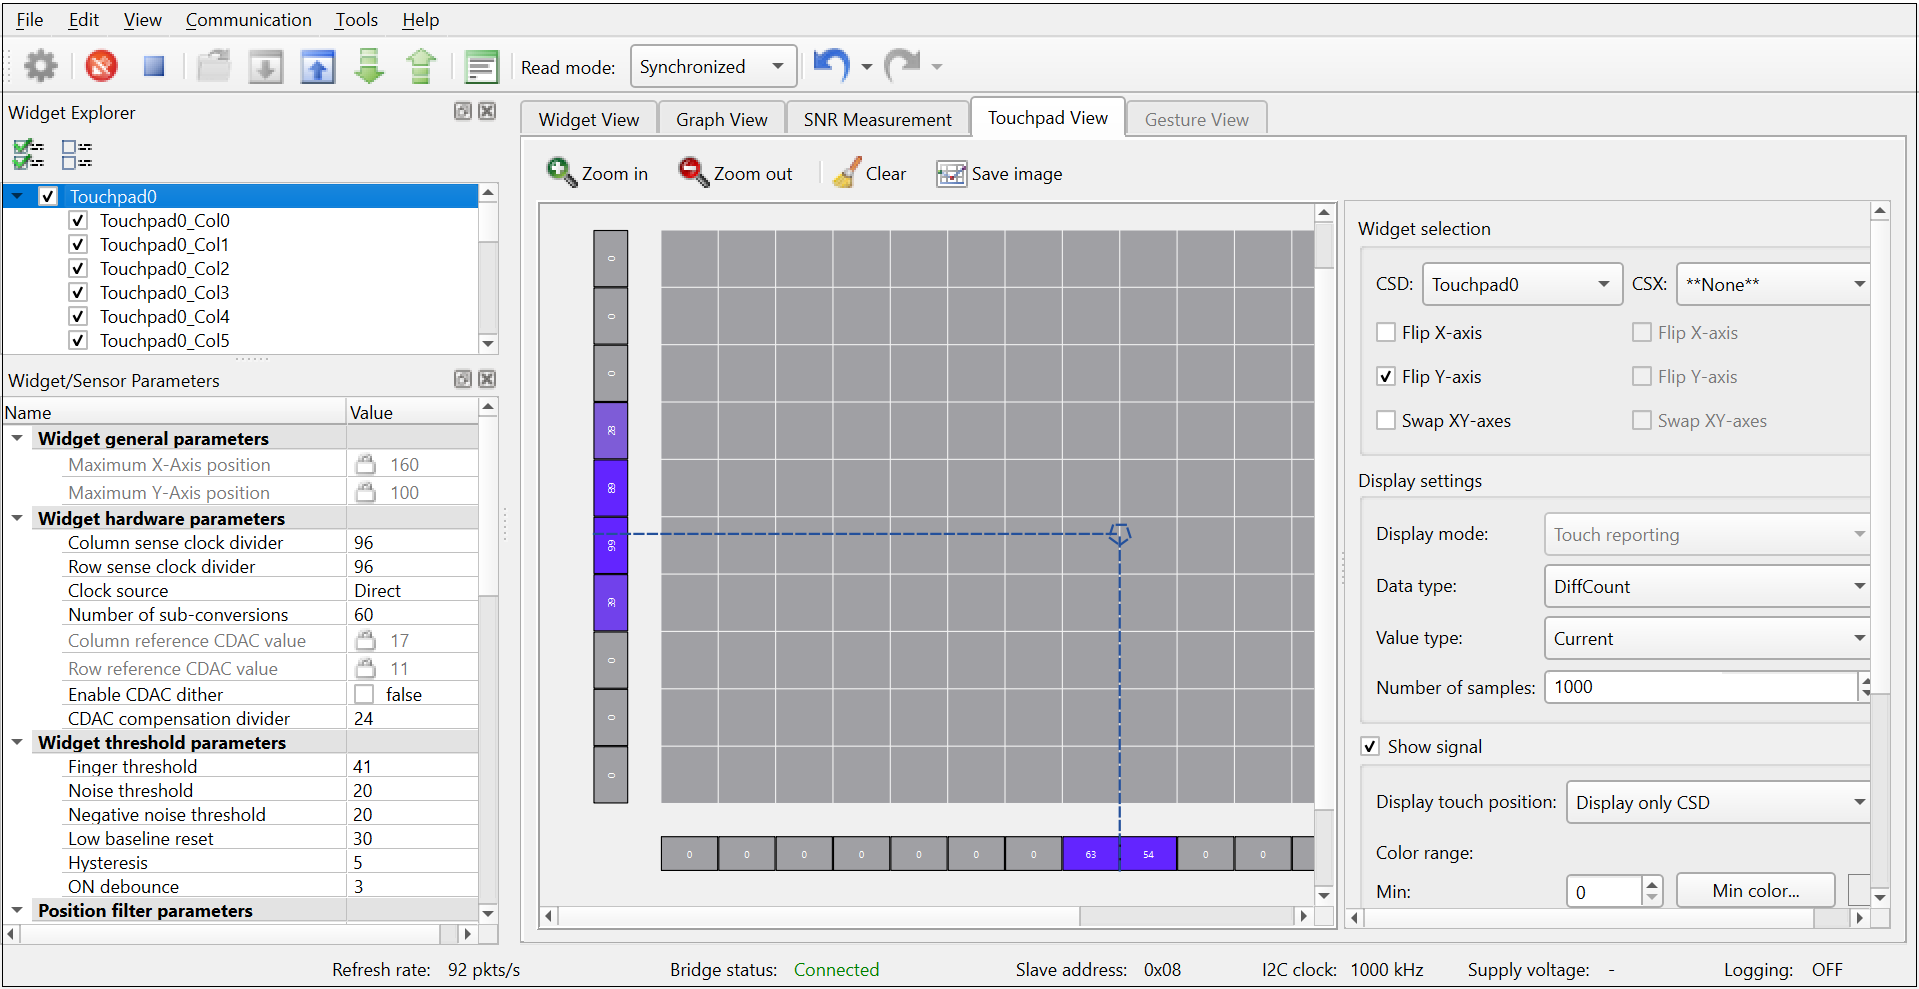 File Edit View Communication Tools Help
Read mode: Synchronized
Widget Explorer
Touchpad0
Touchpad0_Col0
Touchpad0_Col1
Touchpad0_Col2
Touchpad0_Col3
Touchpad0_Col4
Touchpad0_Col5
Widget/Sensor Parameters
Name Value
Widget general parameters
Maximum X-Axis position 160
Maximum Y-Axis position 100
Widget hardware parameters
Column sense clock divider 96
Row sense clock divider 96
Clock source Direct
Number of sub-conversions 60
Column reference CDAC value 17
Row reference CDAC value 11
Enable CDAC dither false
CDAC compensation divider 24
Widget threshold parameters
Finger threshold 41
Noise threshold 20
Negative noise threshold 20
Low baseline reset 30
Hysteresis 5
ON debounce 3
Position filter parameters
Widget View Graph View SNR Measurement Touchpad View Gesture View
Zoom in Zoom out Clear Save image
0
0
0
0
0
0
0 0 0 0 0 0 0 63 54 0 0
Widget selection
CSD: Touchpad0 CSX: **None**
Flip X-axis Flip X-axis
Flip Y-axis Flip Y-axis
Swap XY-axes Swap XY-axes
Display settings
Display mode: Touch reporting
Data type: DiffCount
Value type: Current
Number of samples: 1000
Show signal
Display touch position: Display only CSD
Color range:
Min: 0 Min color...
Refresh rate: 92 pkts/s Bridge status: Connected Slave address: 0x08 I2C clock: 1000 kHz Supply voltage: - Logging: OFF